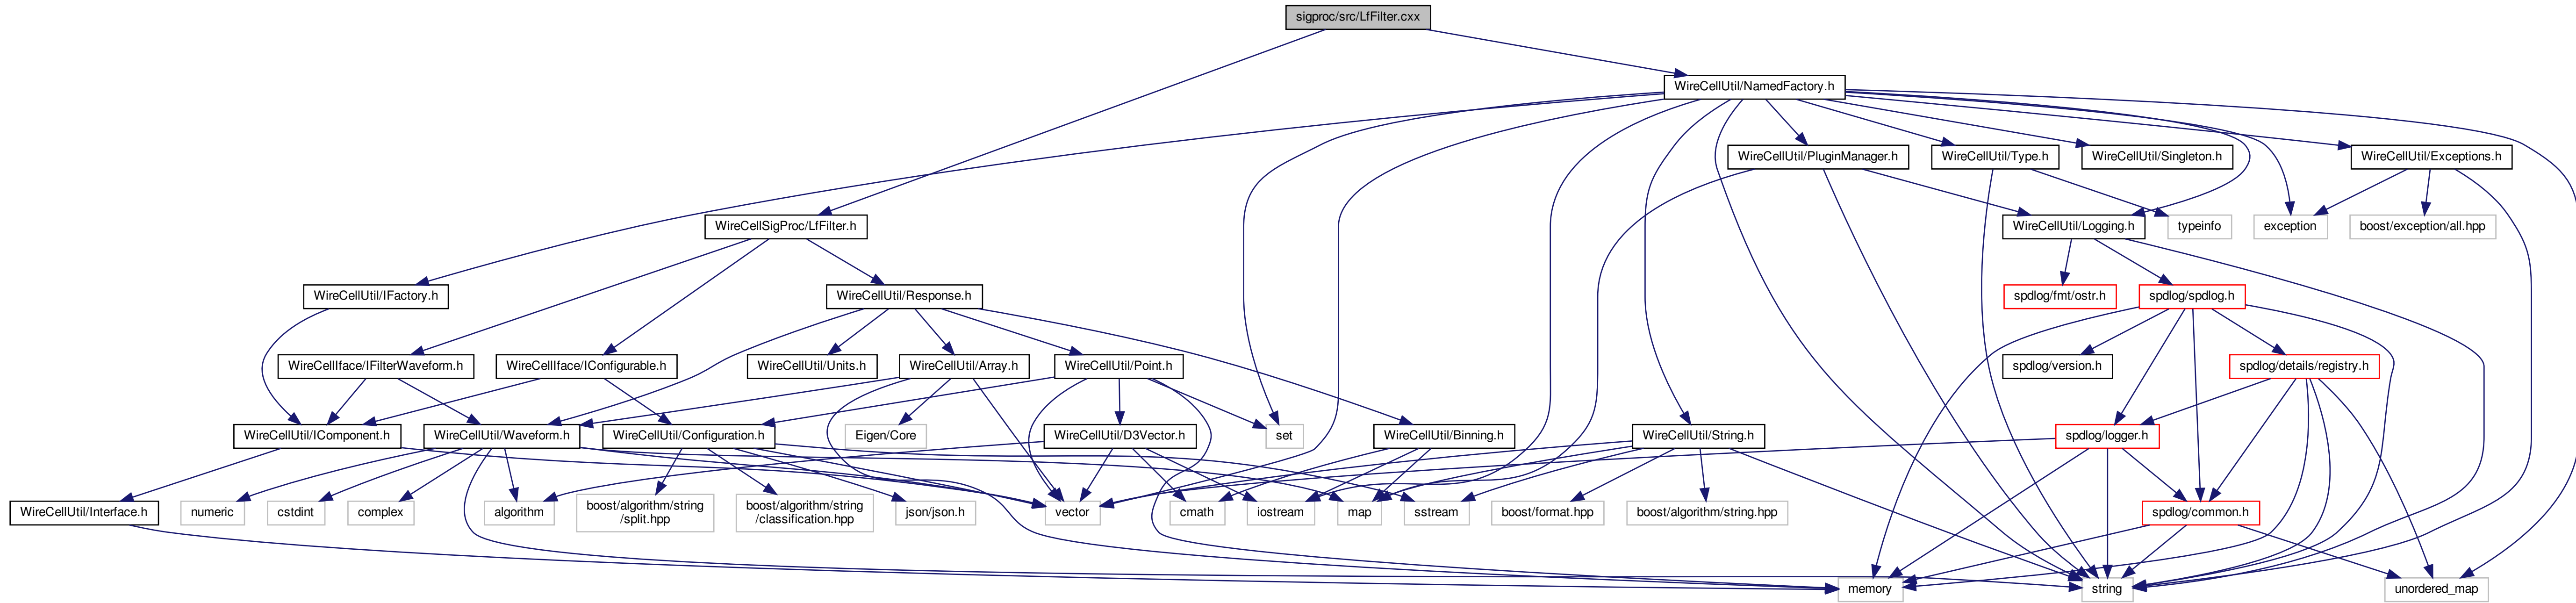 sigproc/src/LfFilter.cxx
WireCellUtil/NamedFactory.h
WireCellUtil/PluginManager.h
WireCellUtil/Type.h
WireCellUtil/Singleton.h
WireCellUtil/Exceptions.h
WireCellSigProc/LfFilter.h
WireCellUtil/Logging.h
typeinfo
exception
boost/exception/all.hpp
WireCellUtil/IFactory.h
WireCellUtil/Response.h
spdlog/fmt/ostr.h
spdlog/spdlog.h
WireCellIface/IFilterWaveform.h
WireCellIface/IConfigurable.h
WireCellUtil/Units.h
WireCellUtil/Array.h
WireCellUtil/Point.h
spdlog/version.h
spdlog/details/registry.h
WireCellUtil/IComponent.h
WireCellUtil/Waveform.h
WireCellUtil/Configuration.h
Eigen/Core
WireCellUtil/D3Vector.h
set
WireCellUtil/Binning.h
WireCellUtil/String.h
spdlog/logger.h
WireCellUtil/Interface.h
numeric
cstdint
complex
algorithm
boost/algorithm/string
/split.hpp
boost/algorithm/string
/classification.hpp
json/json.h
vector
cmath
iostream
map
sstream
boost/format.hpp
boost/algorithm/string.hpp
spdlog/common.h
memory
string
unordered_map